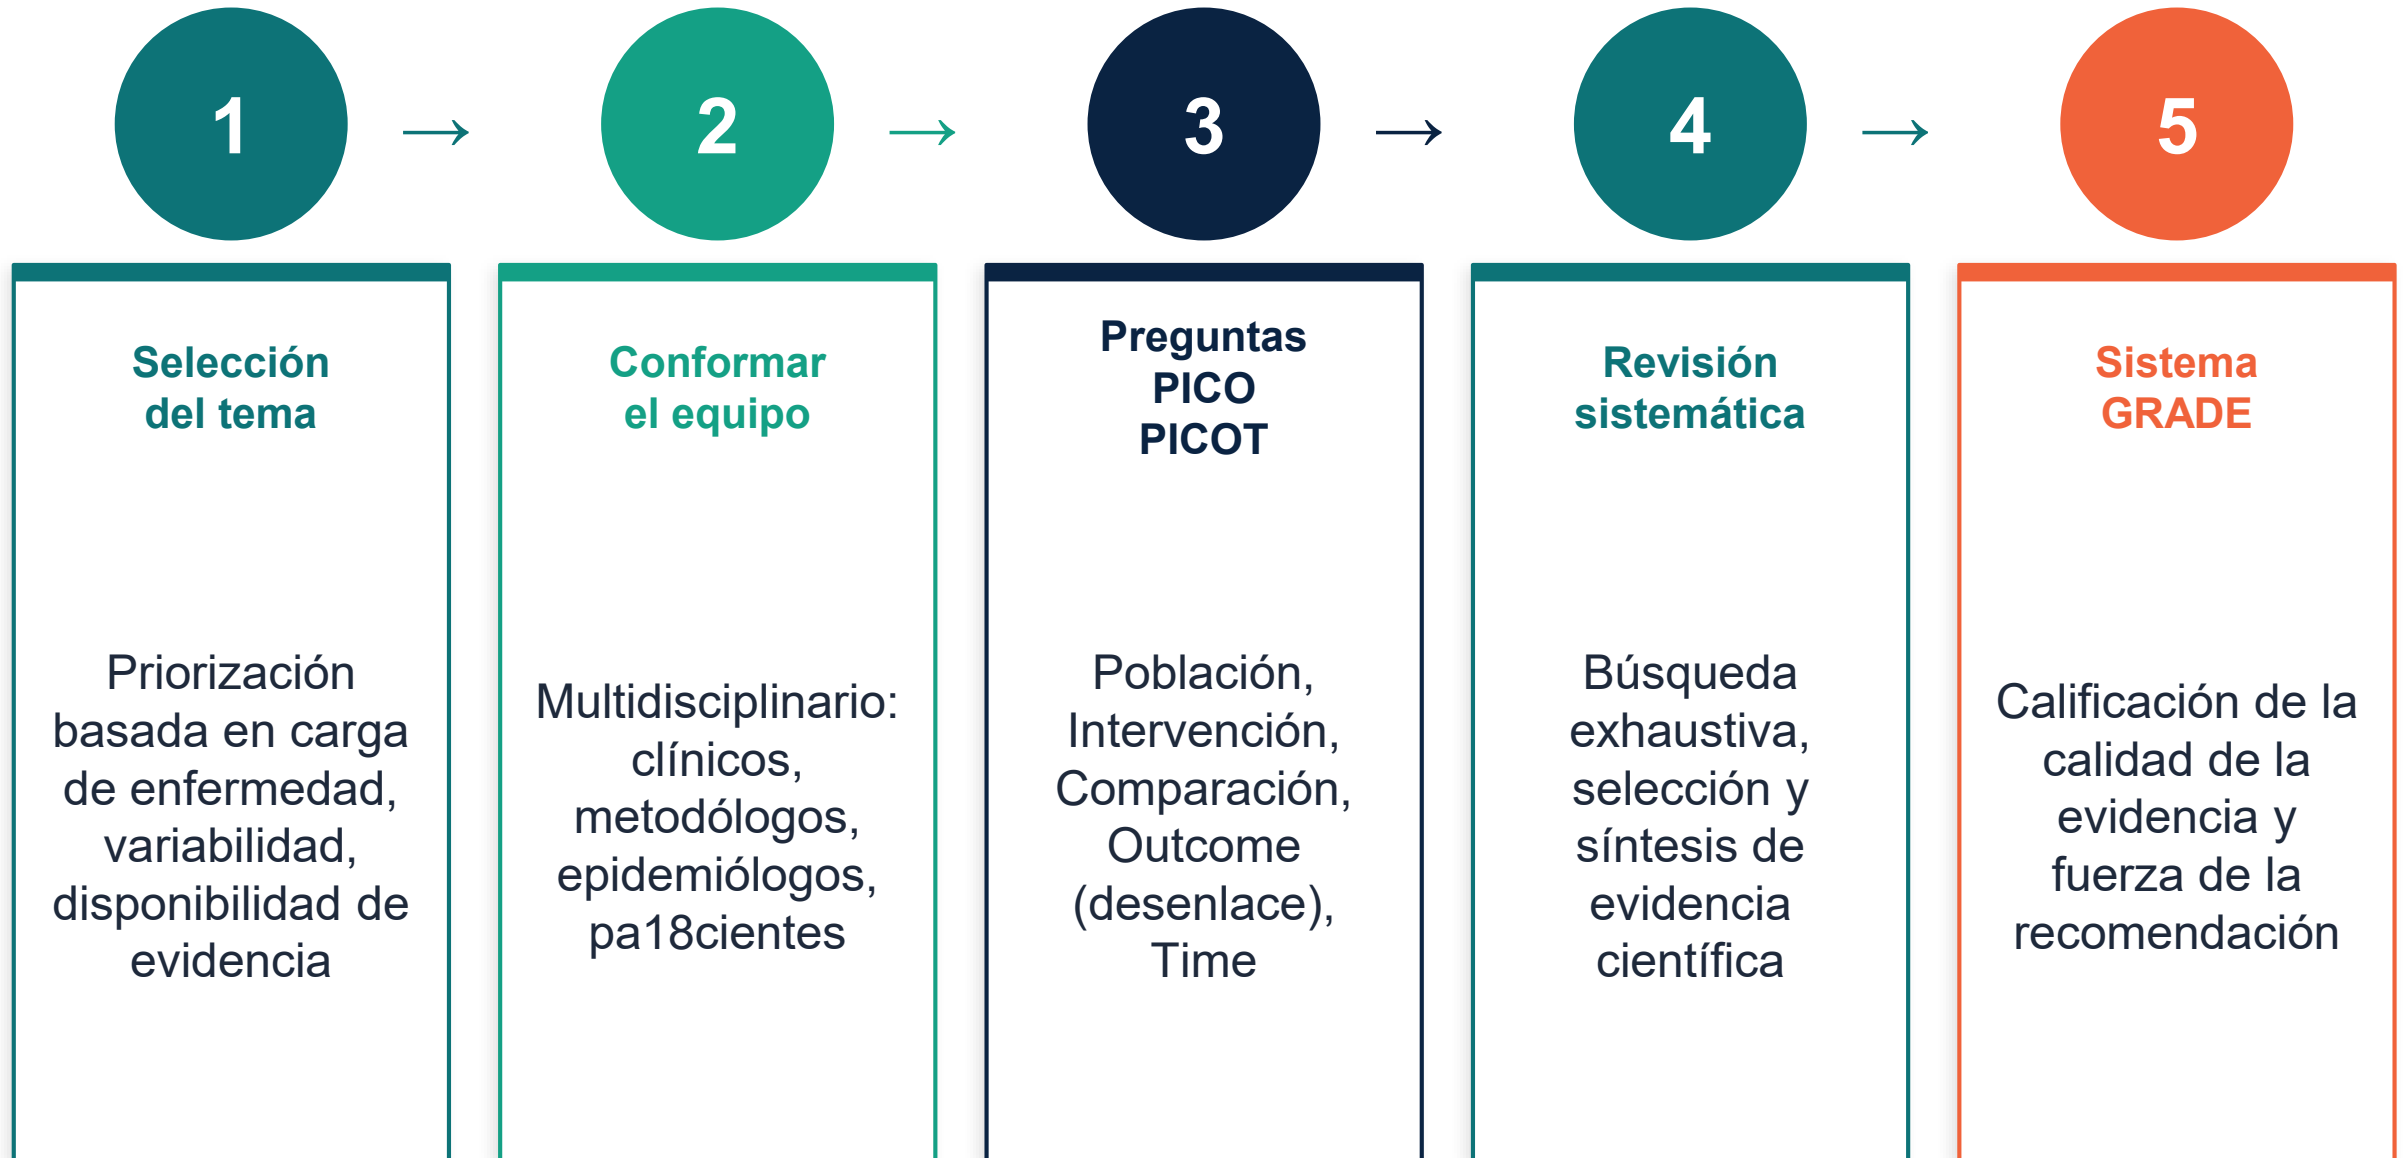 1
→
2
→
3
→
4
→
5
Selección
del tema
Priorización
basada en carga
de enfermedad,
variabilidad,
disponibilidad de
evidencia
Conformar
el equipo
Multidisciplinario:
clínicos,
metodólogos,
epidemiólogos,
pa18cientes
Preguntas
PICO
PICOT
Población,
Intervención,
Comparación,
Outcome
(desenlace),
Time
Revisión
sistemática
Búsqueda
exhaustiva,
selección y
síntesis de
evidencia
científica
Sistema
GRADE
Calificación de la
calidad de la
evidencia y
fuerza de la
recomendación